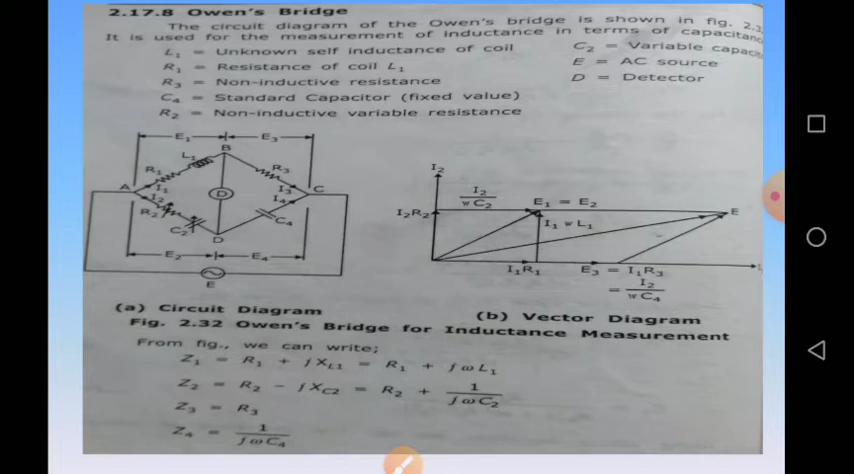 2.17.8 Owen's Bridge
The circuit diagram of the Owen's bridge is shown in fig.
It is used for the measurement of inductance in terms of
L₁ = Unknown self inductance of coil
C₂ = Variable
R₁ = Resistance of coil L₁
E = AC source
R₃ = Non-inductive resistance
D = Detector
C₄ = Standard Capacitor (fixed value)
R₂ = Non-inductive variable resistance
E₁ E₃
L₁ B
R₁ R₃
A I₁ D I₃ C
I₂ I₄
R₂ C₄
C₂ D
E₂ E₄
E
I₂
I₂/wC₂ E₁ = E₂
I₂R₂ E
I₁wL₁
I₁R₁ E₃ = I₁R₃
= I₂/wC₄
(a) Circuit Diagram
(b) Vector Diagram
Fig. 2.32 Owen's Bridge for Inductance Measurement
From fig., we can write;
Z₁ = R₁ + jX_L1 = R₁ + jωL₁
Z₂ = R₂ - jX_C2 = R₂ + 1/jωC₂
Z₃ = R₃
Z₄ = 1/jωC₄